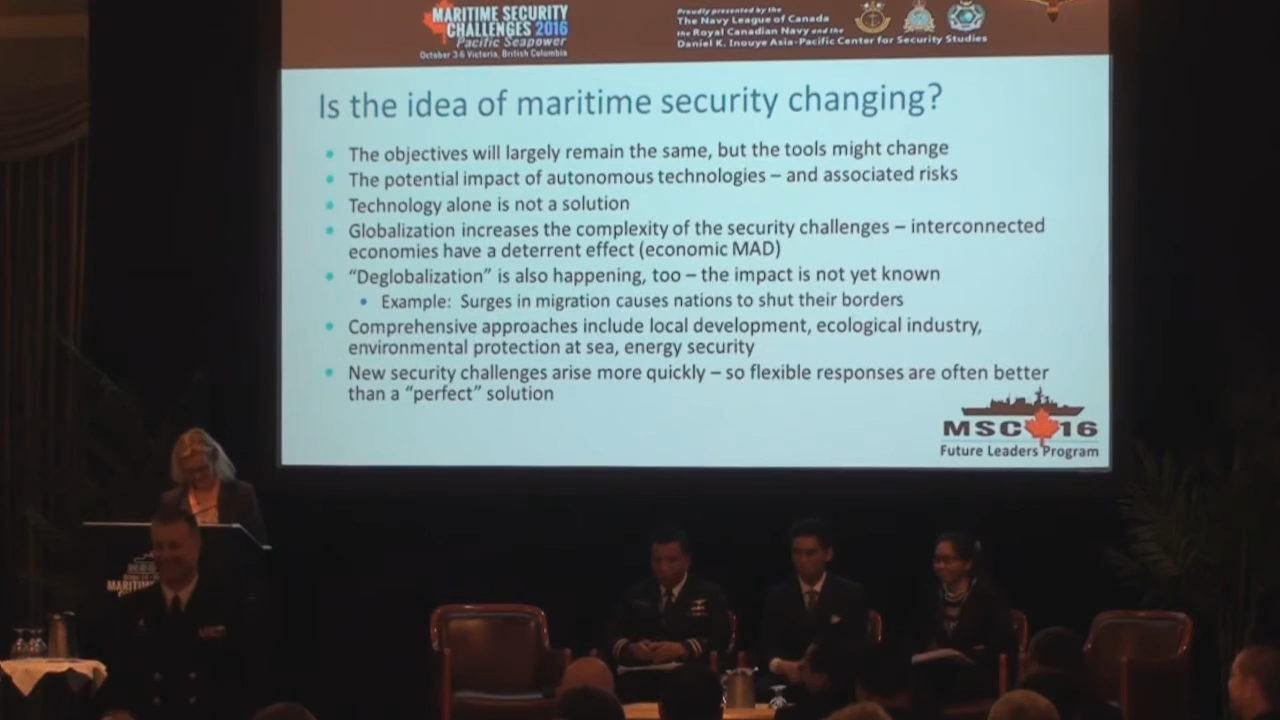 MARITIME SECURITY
CHALLENGES 2016
Pacific Seapower
October 3-6 Victoria, British Columbia
Proudly presented by the
The Navy League of Canada
the Royal Canadian Navy and the
Daniel K. Inouye Asia-Pacific Center for Security Studies
Is the idea of maritime security changing?
• The objectives will largely remain the same, but the tools might change
• The potential impact of autonomous technologies – and associated risks
• Technology alone is not a solution
• Globalization increases the complexity of the security challenges – interconnected
economies have a deterrent effect (economic MAD)
• “Deglobalization” is also happening, too – the impact is not yet known
• Example: Surges in migration causes nations to shut their borders
• Comprehensive approaches include local development, ecological industry,
environmental protection at sea, energy security
• New security challenges arise more quickly – so flexible responses are often better
than a “perfect” solution
MSC 16
Future Leaders Program